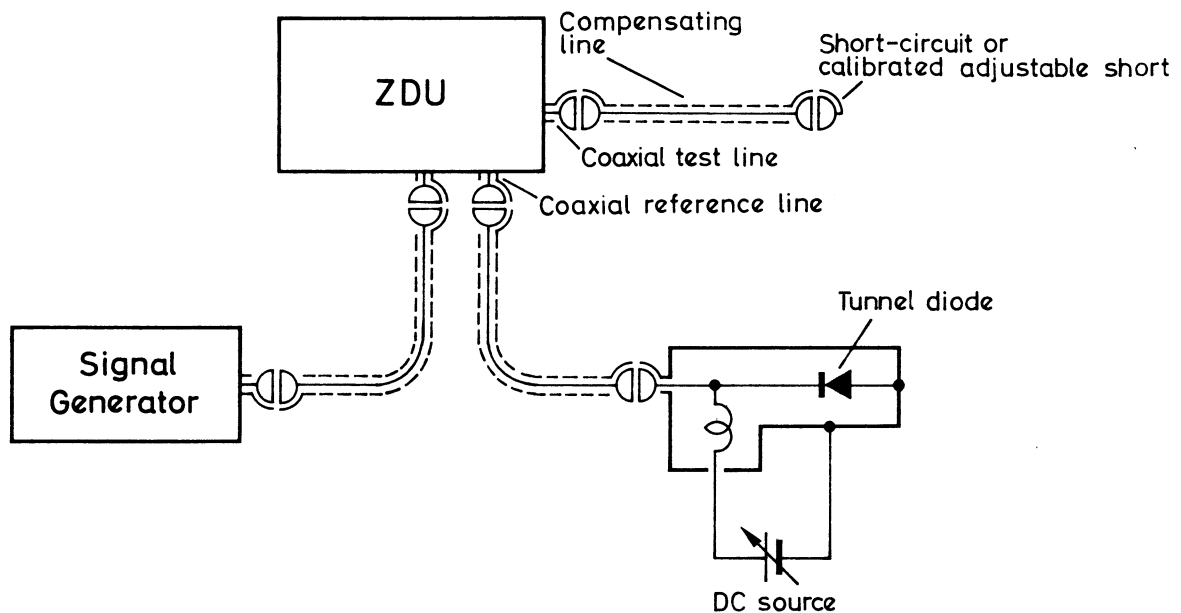 Compensating
line
Short-circuit or
calibrated adjustable short
ZDU
Coaxial test line
Coaxial reference line
Tunnel diode
Signal
Generator
DC source